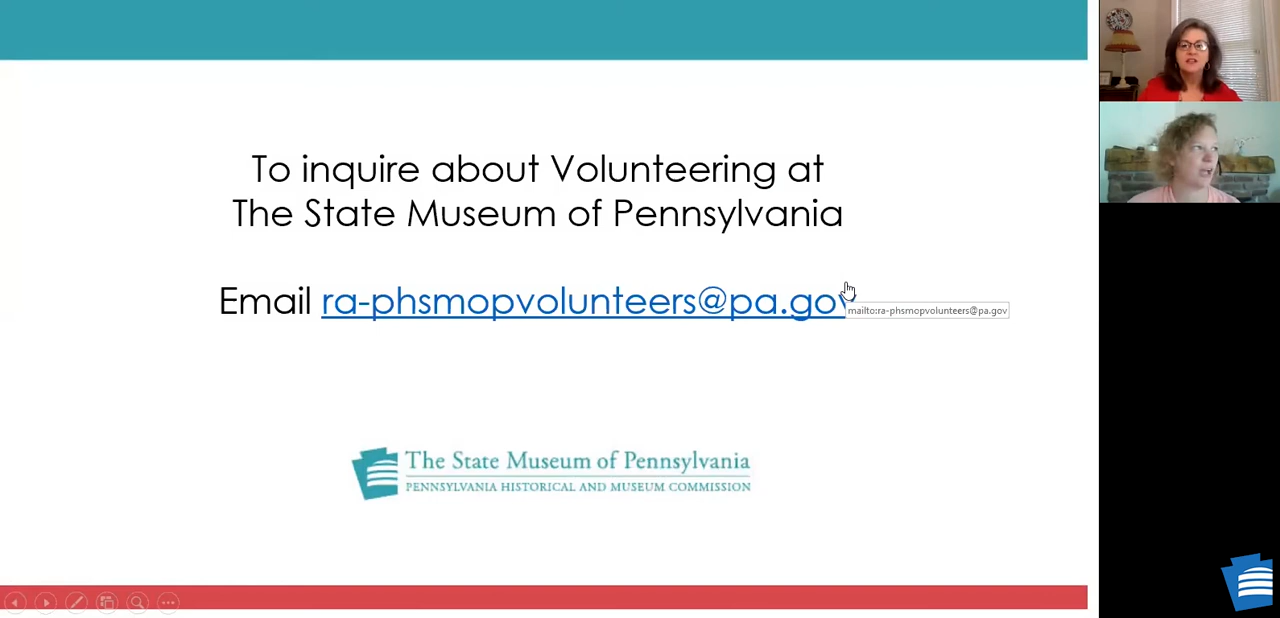 To inquire about Volunteering at
The State Museum of Pennsylvania
Email ra-phsmopvolunteers@pa.gov
mailto:ra-phsmopvolunteers@pa.gov
The State Museum of Pennsylvania
PENNSYLVANIA HISTORICAL AND MUSEUM COMMISSION